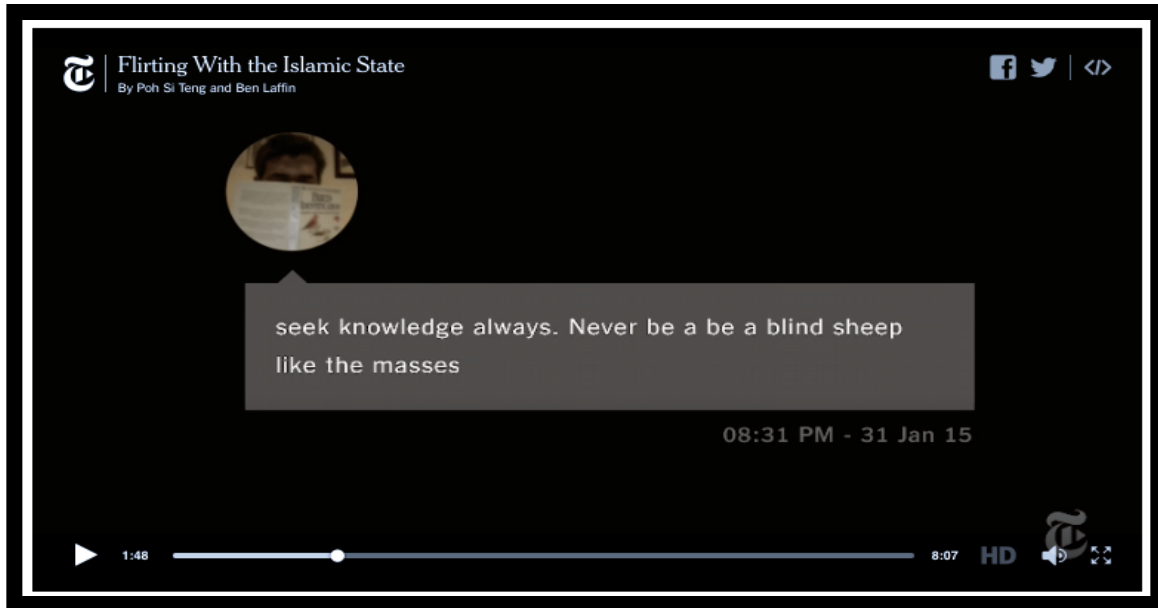 Flirting With the Islamic State
By Poh Si Teng and Ben Laffin
seek knowledge always. Never be a be a blind sheep
like the masses
08:31 PM - 31 Jan 15
1:48
8:07
HD